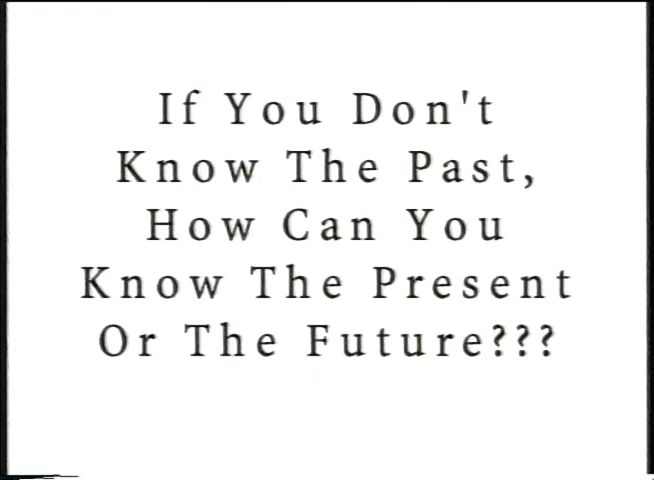 If You Don't
Know The Past,
How Can You
Know The Present
Or The Future???